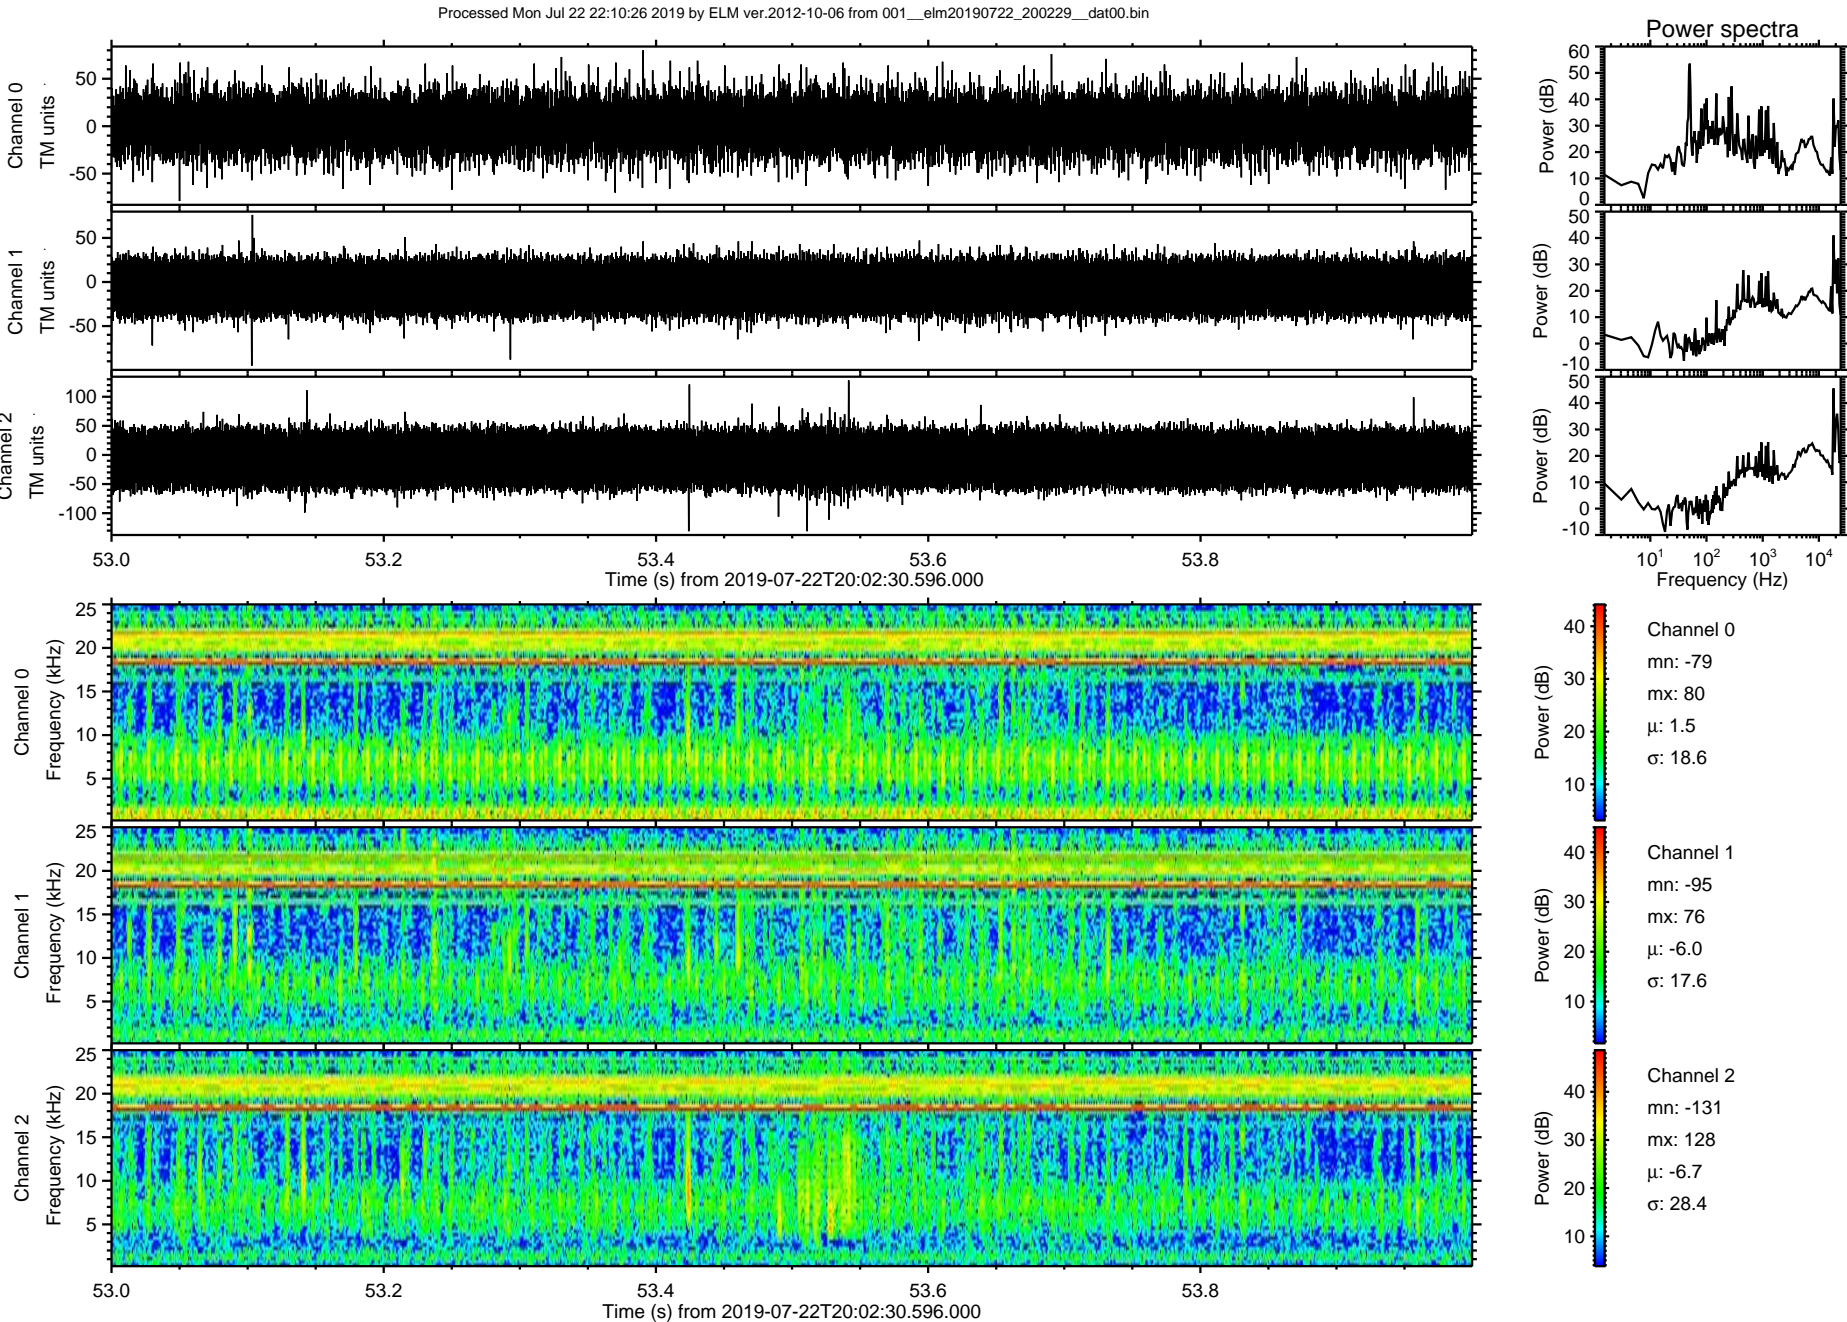 Processed Mon Jul 22 22:10:26 2019 by ELM ver.2012-10-06 from 001__elm20190722_200229__dat00.bin
Power spectra
Channel 0
TM units
50
0
-50
Power (dB)
60
50
40
30
20
10
0
Channel 1
TM units
50
0
-50
Power (dB)
50
40
30
20
10
0
-10
Channel 2
TM units
100
50
0
-50
-100
Power (dB)
50
40
30
20
10
0
-10
53.0 53.2 53.4 53.6 53.8
Time (s) from 2019-07-22T20:02:30.596.000
10^1 10^2 10^3 10^4
Frequency (Hz)
Channel 0
Frequency (kHz)
25
20
15
10
5
Power (dB)
40
30
20
10
Channel 0
mn: -79
mx: 80
μ: 1.5
σ: 18.6
Channel 1
Frequency (kHz)
25
20
15
10
5
Power (dB)
40
30
20
10
Channel 1
mn: -95
mx: 76
μ: -6.0
σ: 17.6
Channel 2
Frequency (kHz)
25
20
15
10
5
Power (dB)
40
30
20
10
Channel 2
mn: -131
mx: 128
μ: -6.7
σ: 28.4
53.0 53.2 53.4 53.6 53.8
Time (s) from 2019-07-22T20:02:30.596.000